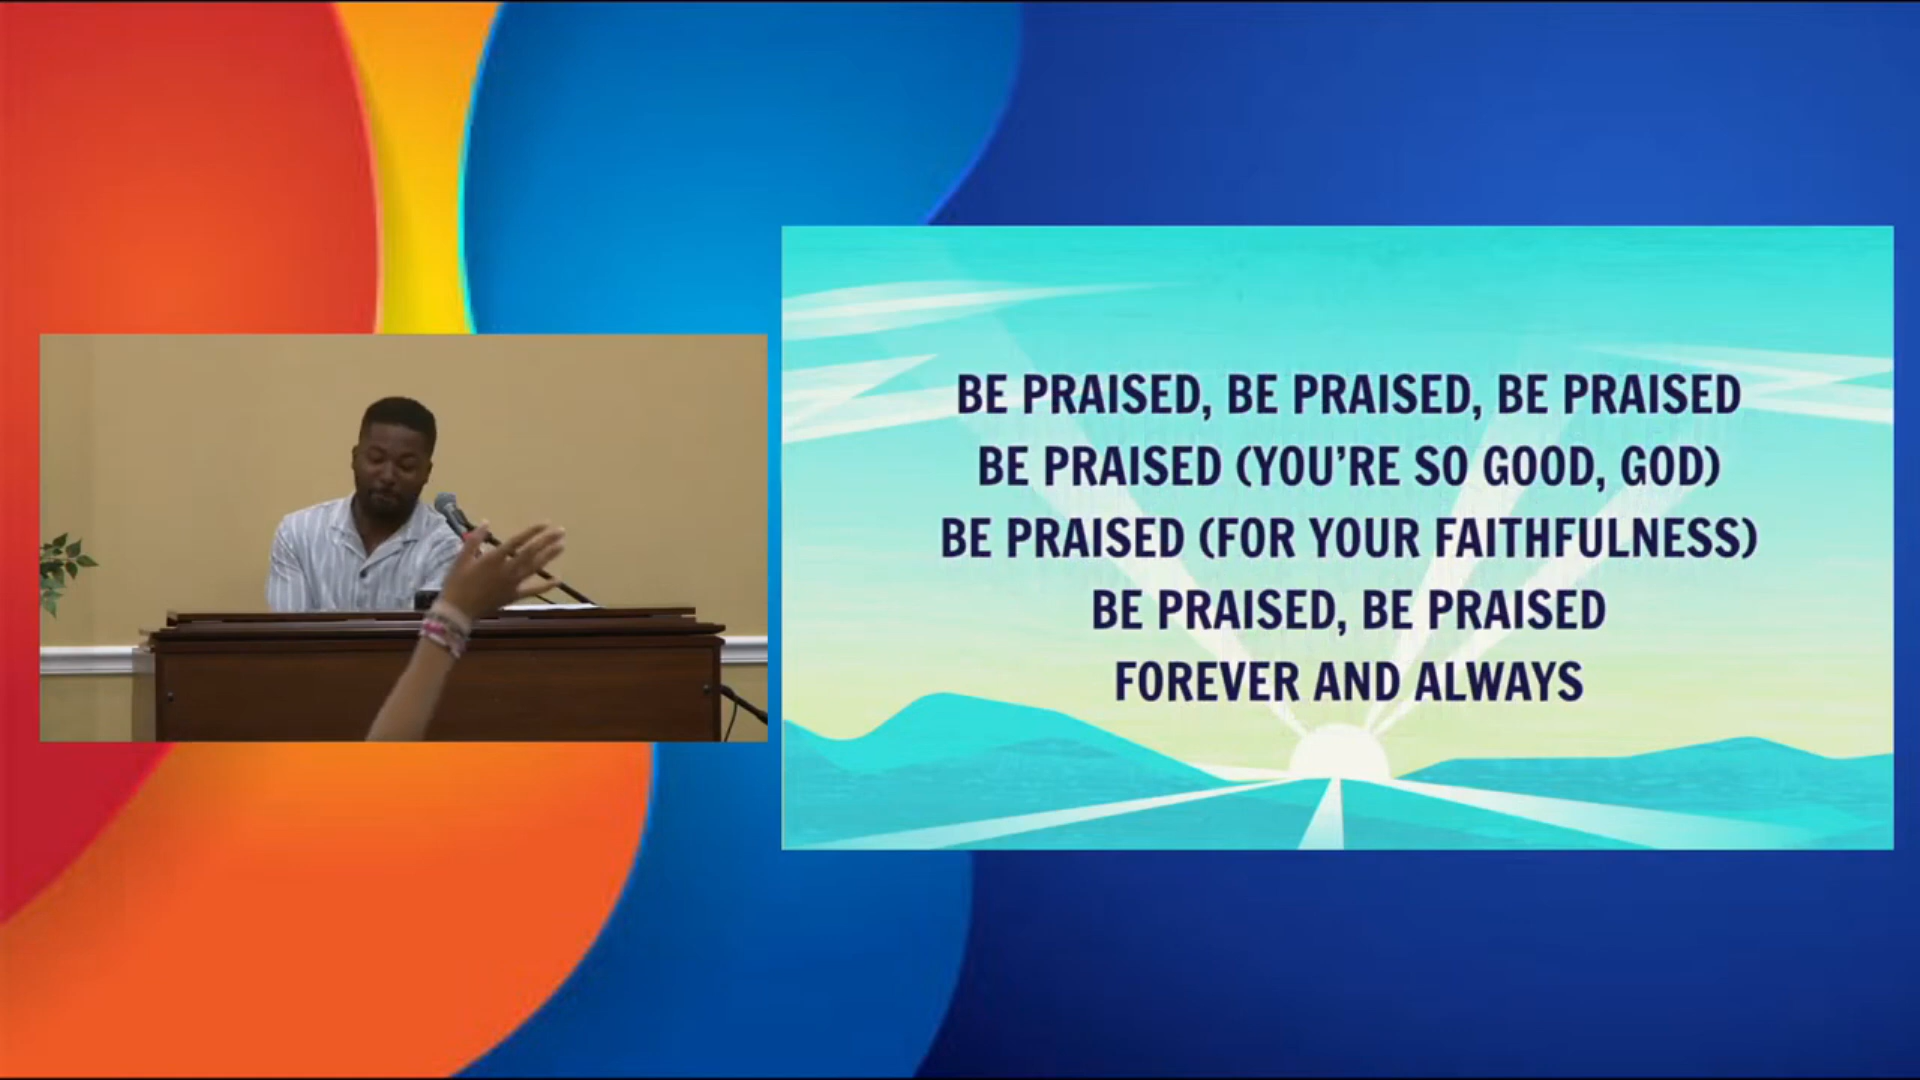 BE PRAISED, BE PRAISED, BE PRAISED
BE PRAISED (YOU’RE SO GOOD, GOD)
BE PRAISED (FOR YOUR FAITHFULNESS)
BE PRAISED, BE PRAISED
FOREVER AND ALWAYS